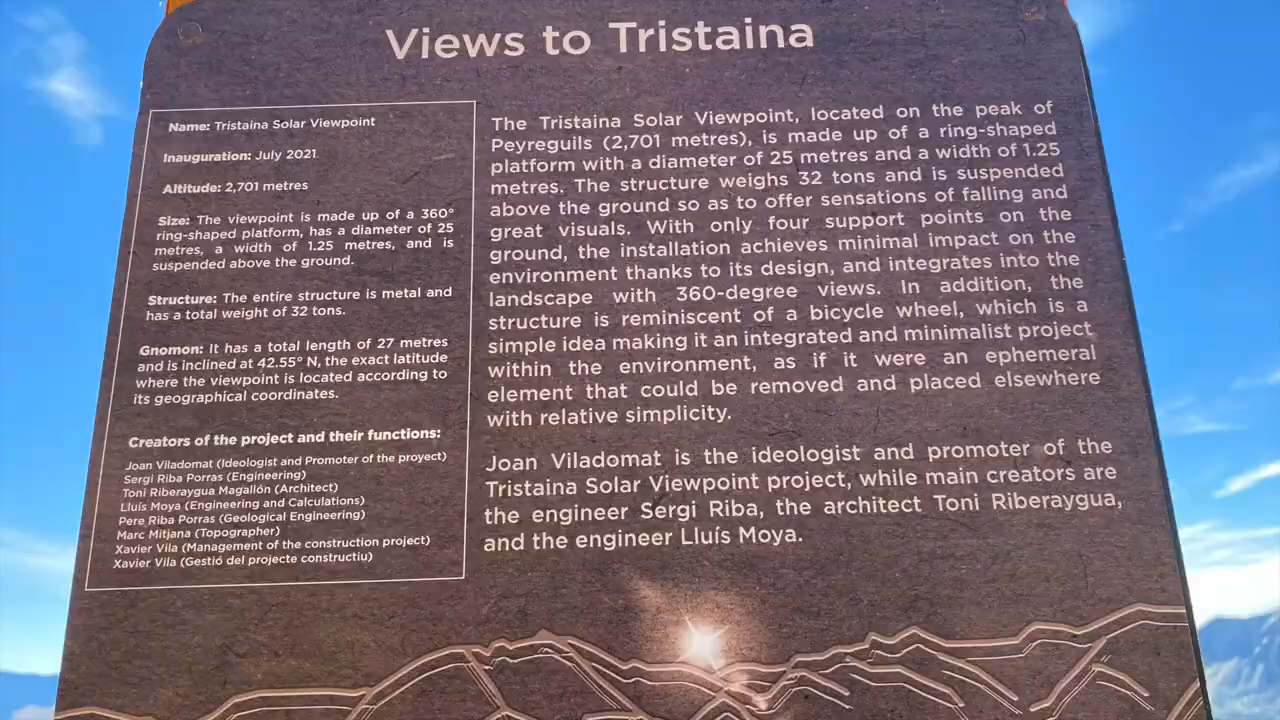 Views to Tristaina
Name: Tristaina Solar Viewpoint
Inauguration: July 2021
Altitude: 2,701 metres
Size: The viewpoint is made up of a 360°
ring-shaped platform, has a diameter of 25
metres, a width of 1.25 metres, and is
suspended above the ground.
Structure: The entire structure is metal and
has a total weight of 32 tons.
Gnomon: It has a total length of 27 metres
and is inclined at 42.55° N, the exact latitude
where the viewpoint is located according to
its geographical coordinates.
Creators of the project and their functions:
Joan Viladomat (Ideologist and Promoter of the proyect)
Sergi Riba Porras (Engineering)
Toni Riberaygua Magallón (Architect)
Lluís Moya (Engineering and Calculations)
Pere Riba Porras (Geological Engineering)
Marc Mitjana (Topographer)
Xavier Vila (Management of the construction project)
Xavier Vila (Gestió del projecte constructiu)
The Tristaina Solar Viewpoint, located on the peak of
Peyreguils (2,701 metres), is made up of a ring-shaped
platform with a diameter of 25 metres and a width of 1.25
metres. The structure weighs 32 tons and is suspended
above the ground so as to offer sensations of falling and
great visuals. With only four support points on the
ground, the installation achieves minimal impact on the
environment thanks to its design, and integrates into the
landscape with 360-degree views. In addition, the
structure is reminiscent of a bicycle wheel, which is a
simple idea making it an integrated and minimalist project
within the environment, as if it were an ephemeral
element that could be removed and placed elsewhere
with relative simplicity.
Joan Viladomat is the ideologist and promoter of the
Tristaina Solar Viewpoint project, while main creators are
the engineer Sergi Riba, the architect Toni Riberaygua,
and the engineer Lluís Moya.